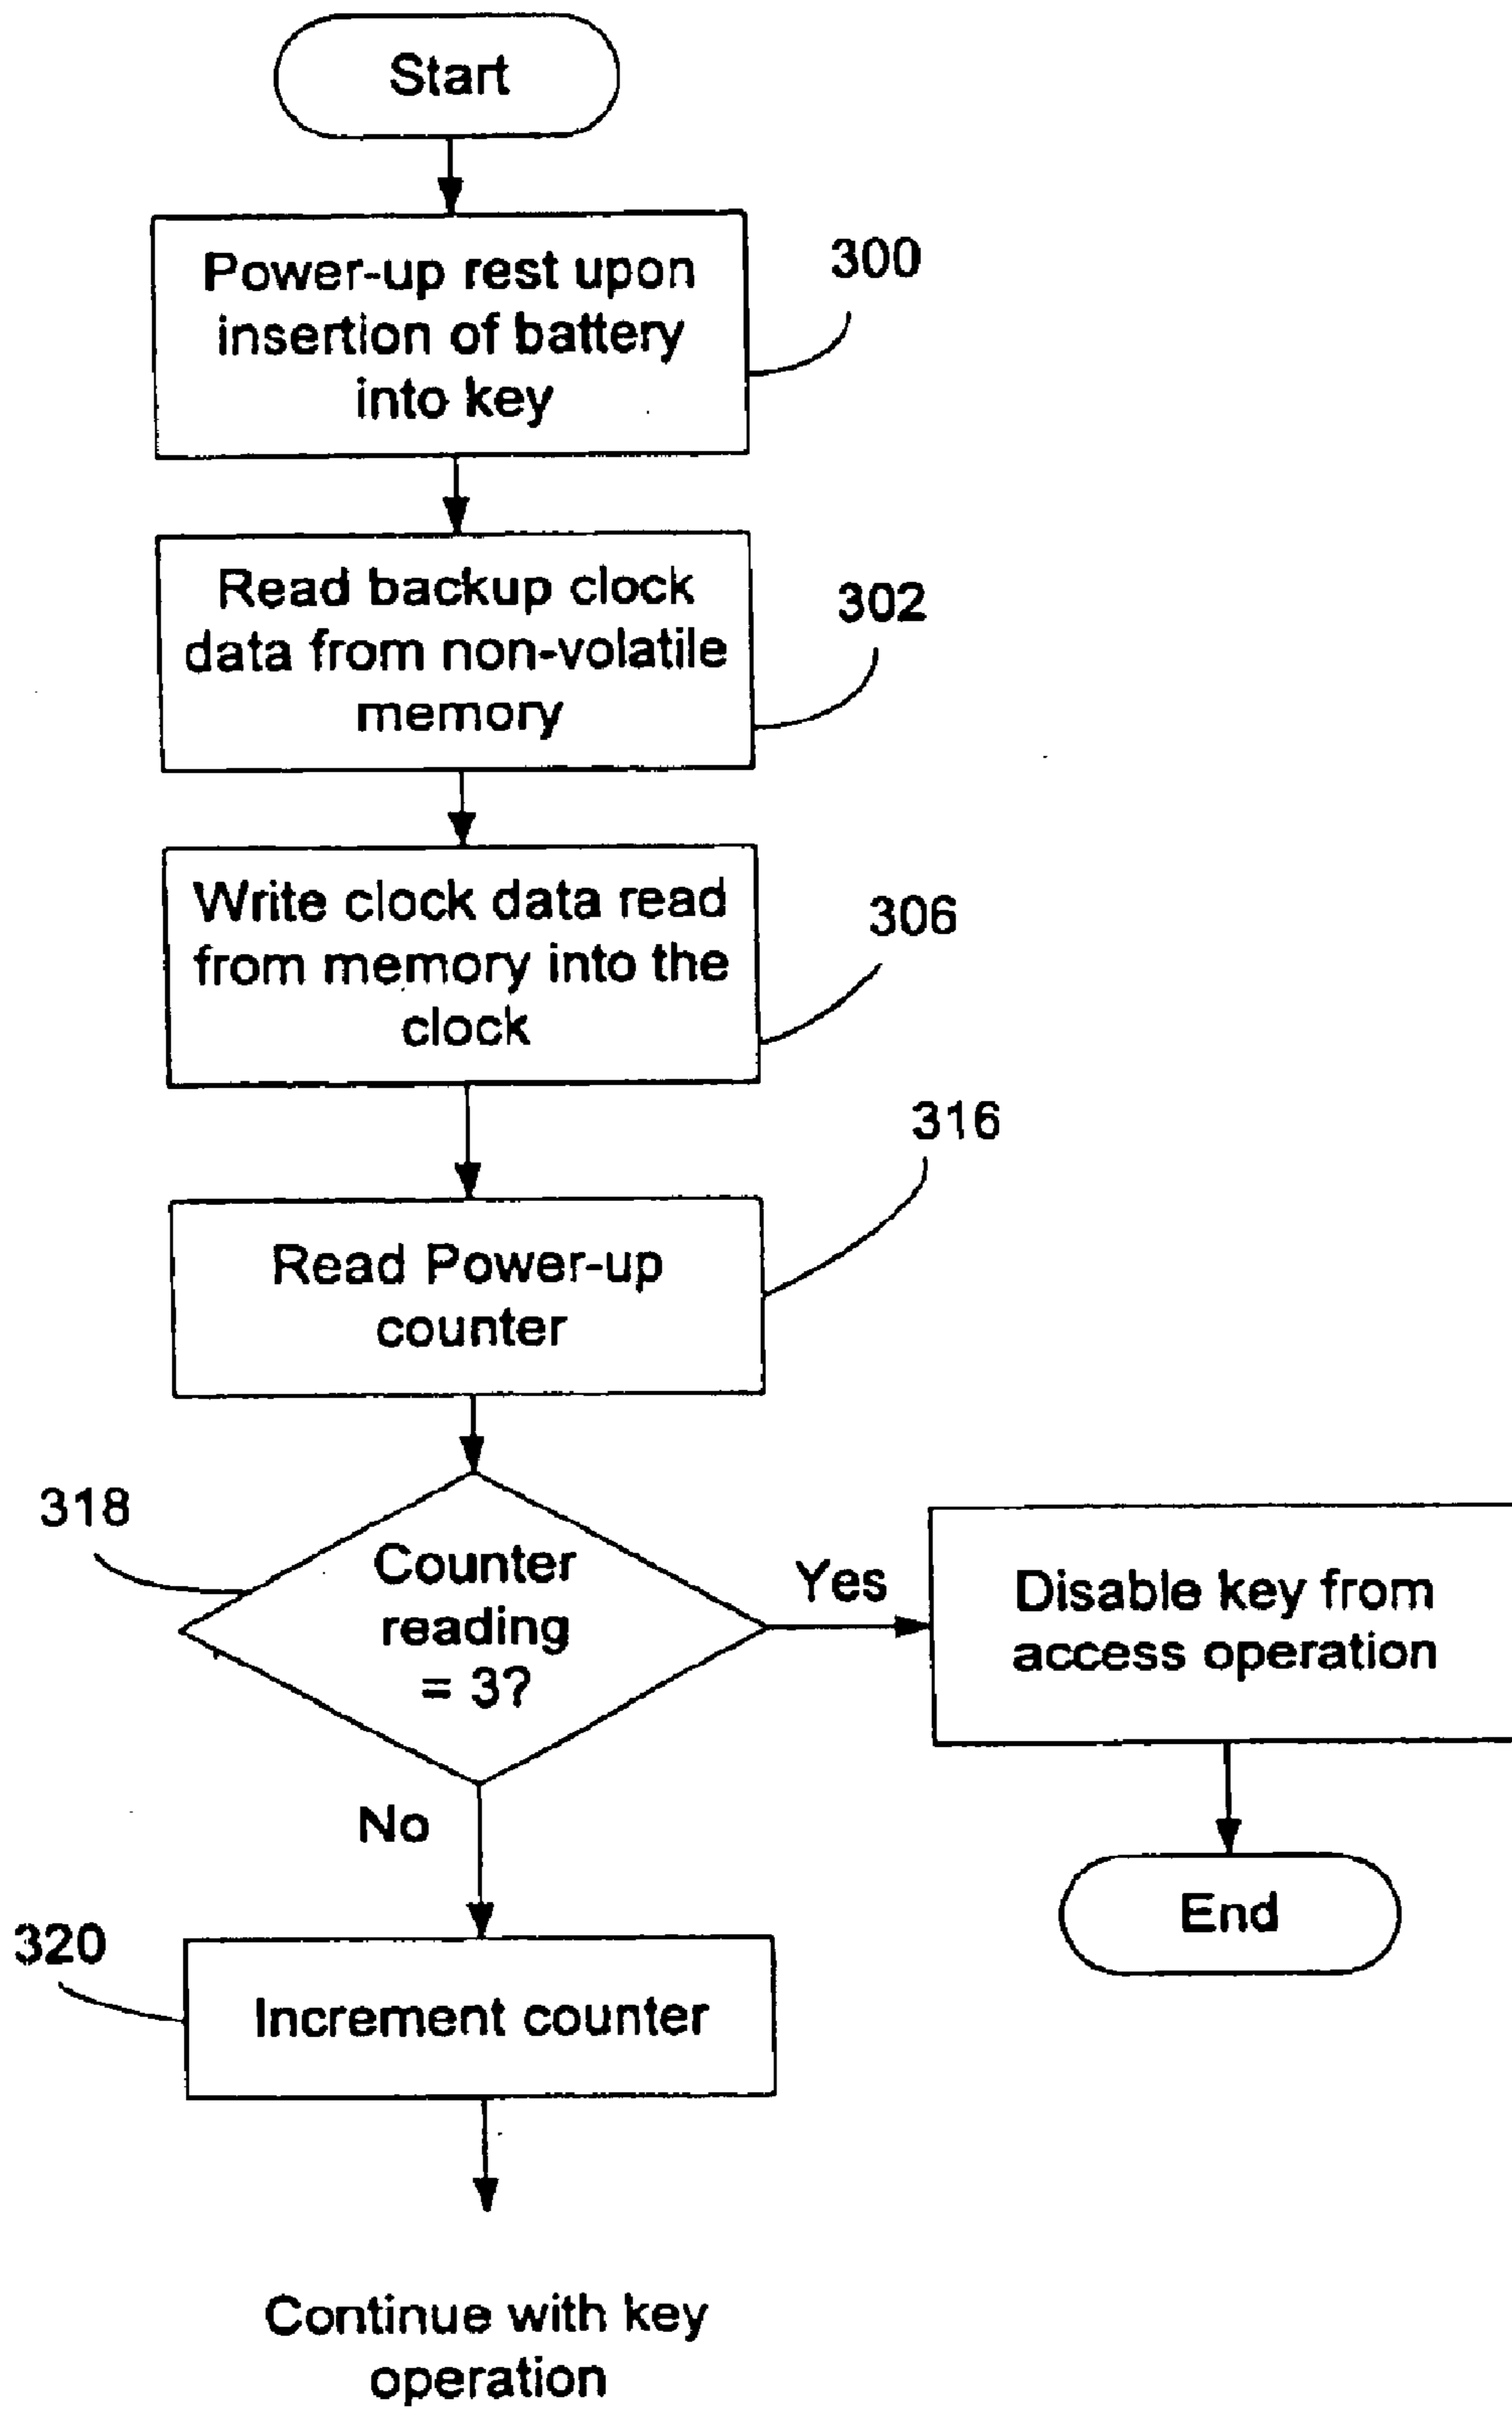 Start
Power-up rest upon
insertion of battery
into key
300
Read backup clock
data from non-volatile
memory
302
Write clock data read
from memory into the
clock
306
316
Read Power-up
counter
318
Counter
reading
= 3?
Yes
Disable key from
access operation
No
End
320
Increment counter
Continue with key
operation